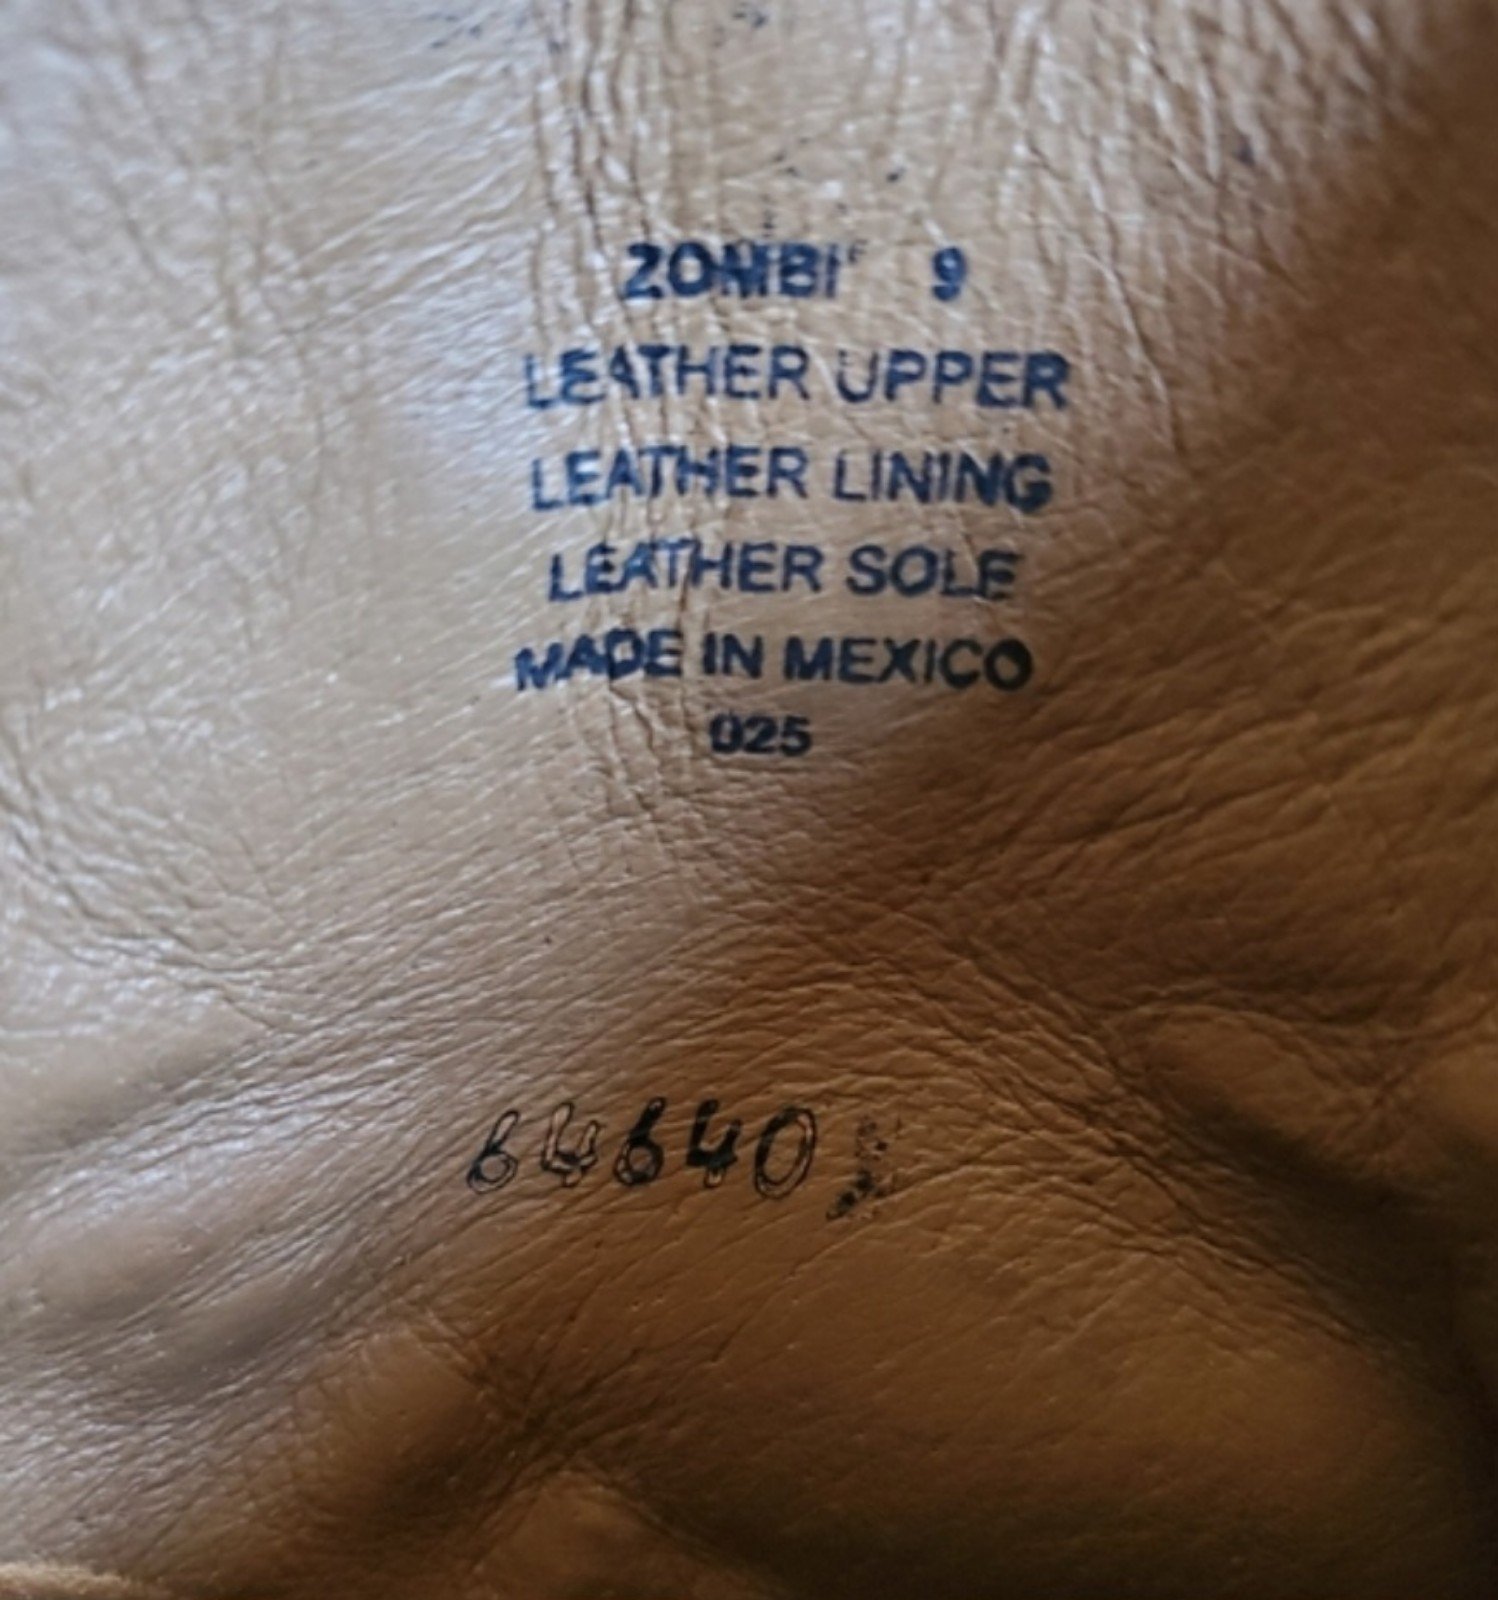 ZOMBIE 9
LEATHER UPPER
LEATHER LINING
LEATHER SOLE
MADE IN MEXICO
025
64640